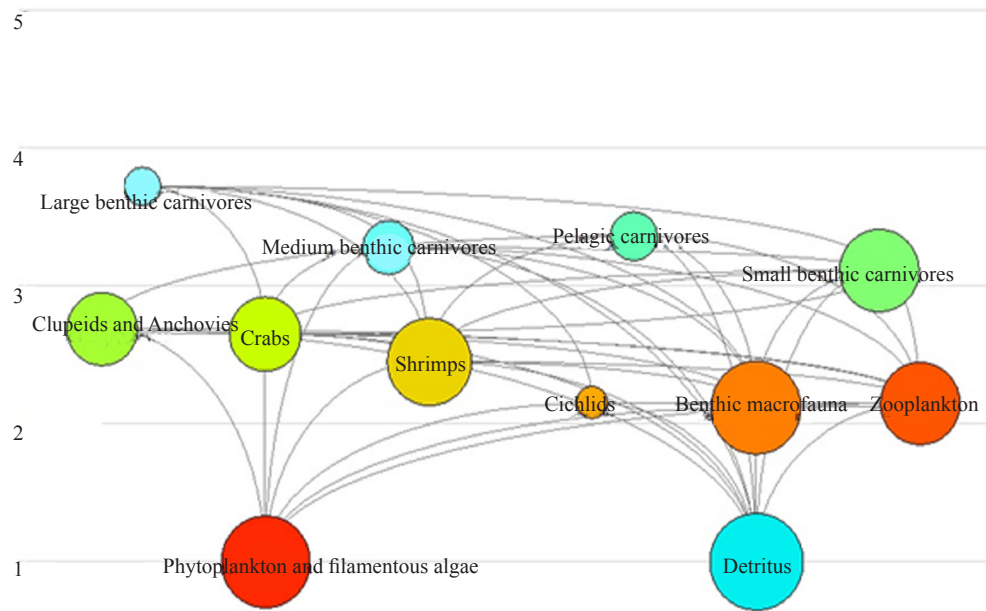 5
4
Large benthic carnivores
Medium benthic carnivores
Pelagic carnivores
Small benthic carnivores
3
Clupeids and Anchovies
Crabs
Shrimps
Cichlids
Benthic macrofauna
Zooplankton
2
1
Phytoplankton and filamentous algae
Detritus